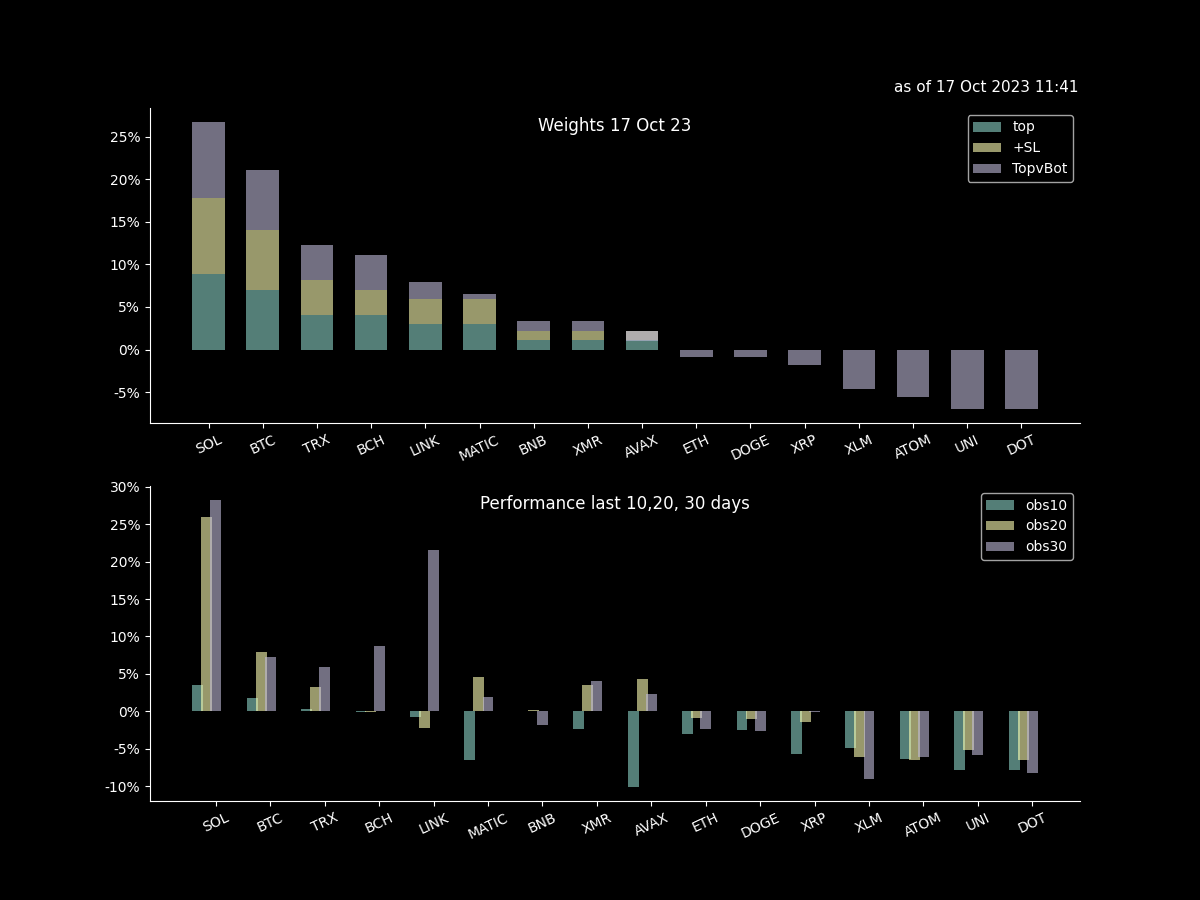 as of 17 Oct 2023 11:41
Weights 17 Oct 23
top
+SL
TopvBot
25%
20%
15%
10%
5%
0%
-5%
SOL BTC TRX BCH LINK MATIC BNB XMR AVAX ETH DOGE XRP XLM ATOM UNI DOT
Performance last 10,20, 30 days
obs10
obs20
obs30
30%
25%
20%
15%
10%
5%
0%
-5%
-10%
SOL BTC TRX BCH LINK MATIC BNB XMR AVAX ETH DOGE XRP XLM ATOM UNI DOT